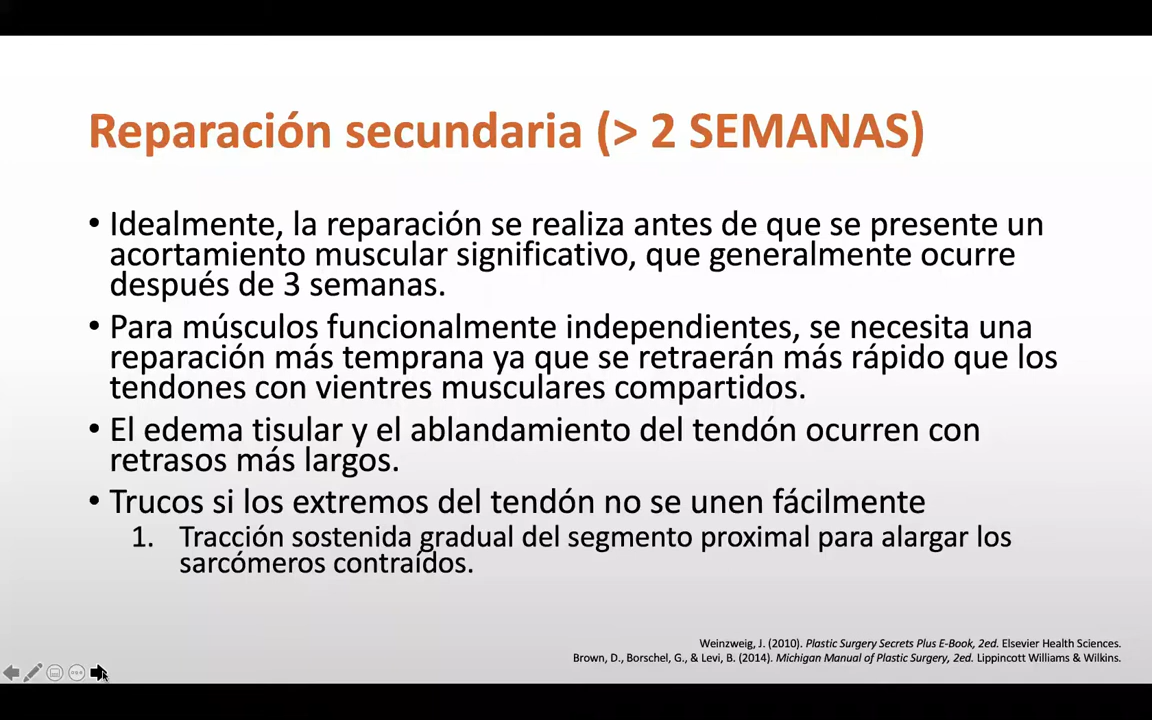 Reparación secundaria (> 2 SEMANAS)
• Idealmente, la reparación se realiza antes de que se presente un
acortamiento muscular significativo, que generalmente ocurre
después de 3 semanas.
• Para músculos funcionalmente independientes, se necesita una
reparación más temprana ya que se retraerán más rápido que los
tendones con vientres musculares compartidos.
• El edema tisular y el ablandamiento del tendón ocurren con
retrasos más largos.
• Trucos si los extremos del tendón no se unen fácilmente
1. Tracción sostenida gradual del segmento proximal para alargar los
sarcómeros contraídos.
Weinzweig, J. (2010). Plastic Surgery Secrets Plus E-Book, 2ed. Elsevier Health Sciences.
Brown, D., Borschel, G., & Levi, B. (2014). Michigan Manual of Plastic Surgery, 2ed. Lippincott Williams & Wilkins.